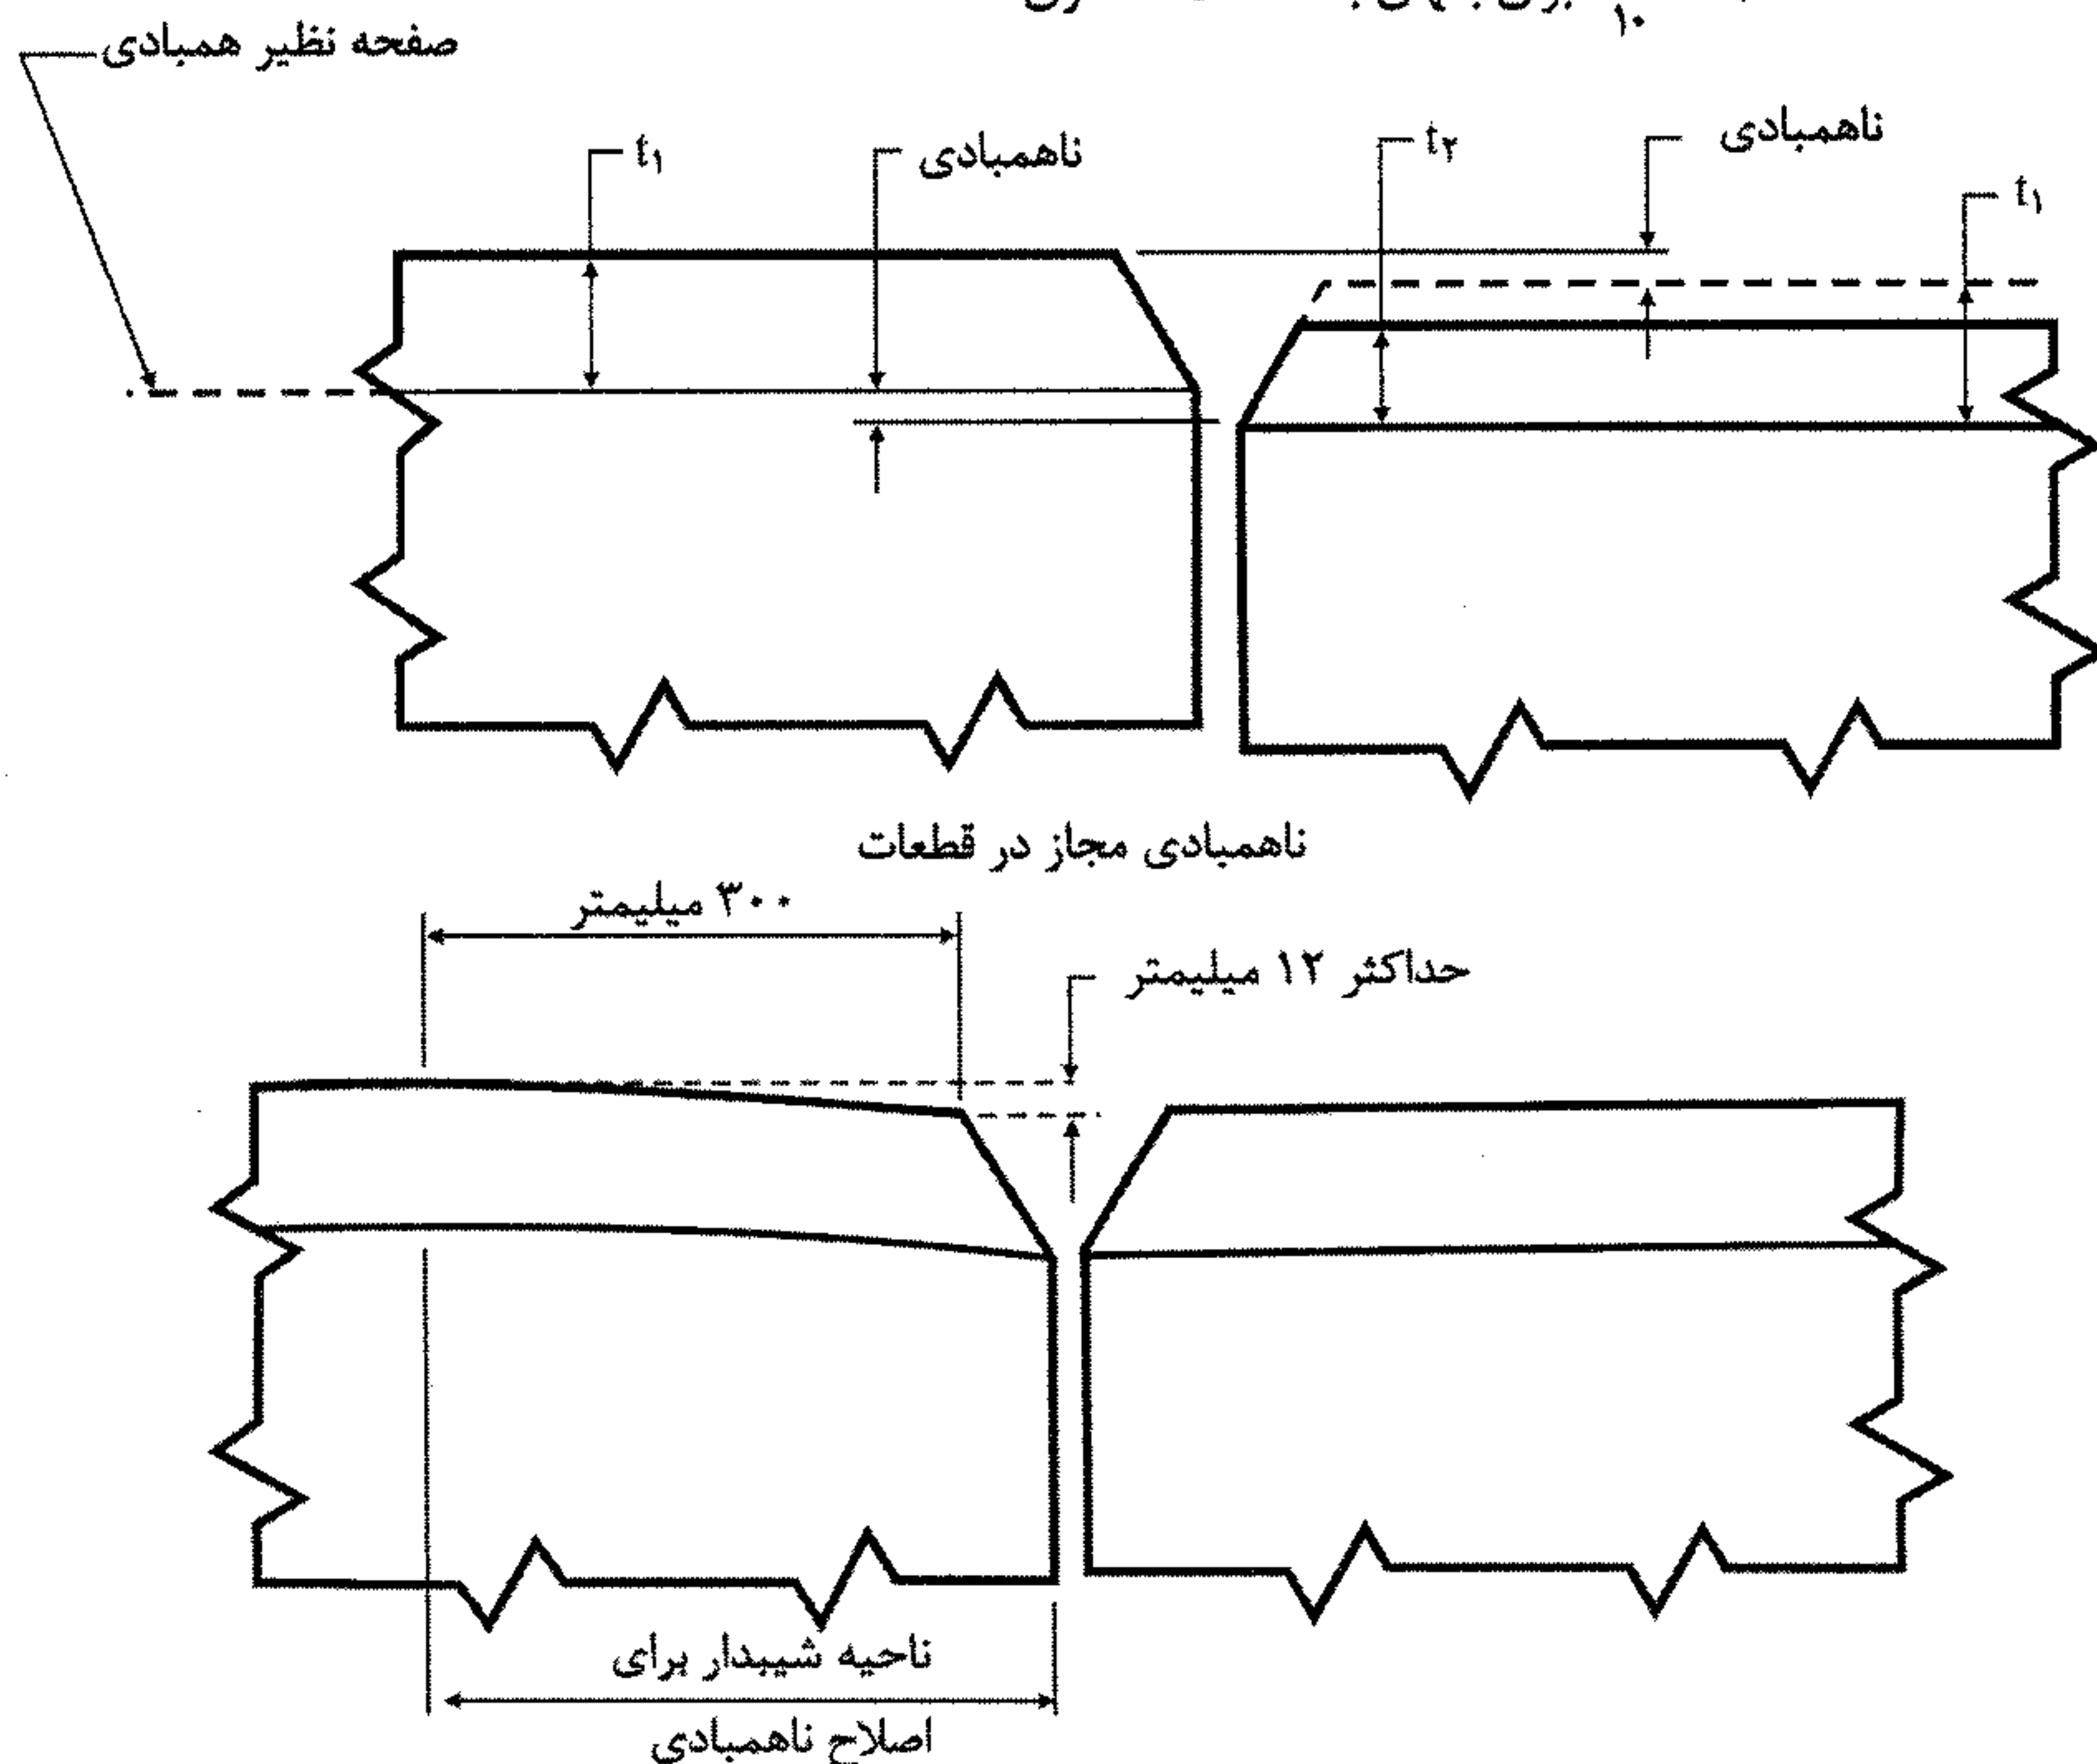 ۱۰
صفحه نظیر همبادی
ناهمبادی
t۲
ناهمبادی
t۱
t۱
ناهمبادی مجاز در قطعات
۳۰۰ میلیمتر
حداکثر ۱۲ میلیمتر
ناحیه شیبدار برای
اصلاح ناهمبادی